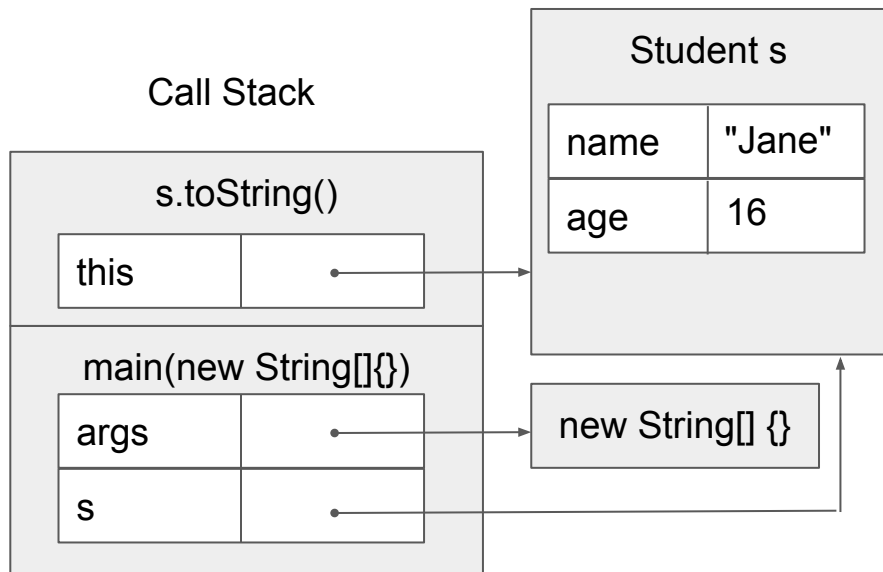 Call Stack
s.toString()
this
main(new String[]{})
args
s
Student s
name "Jane"
age 16
new String[] {}